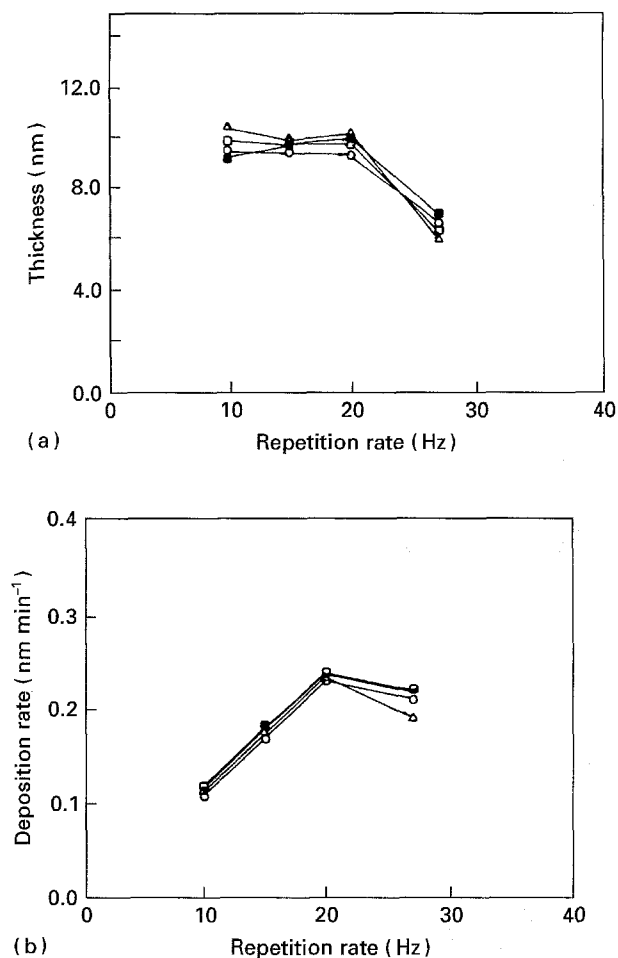 12.0
8.0
4.0
0.0
Thickness (nm)
0 10 20 30 40
(a) Repetition rate (Hz)
0.4
0.3
0.2
0.1
0.0
Deposition rate (nm min⁻¹)
0 10 20 30 40
(b) Repetition rate (Hz)